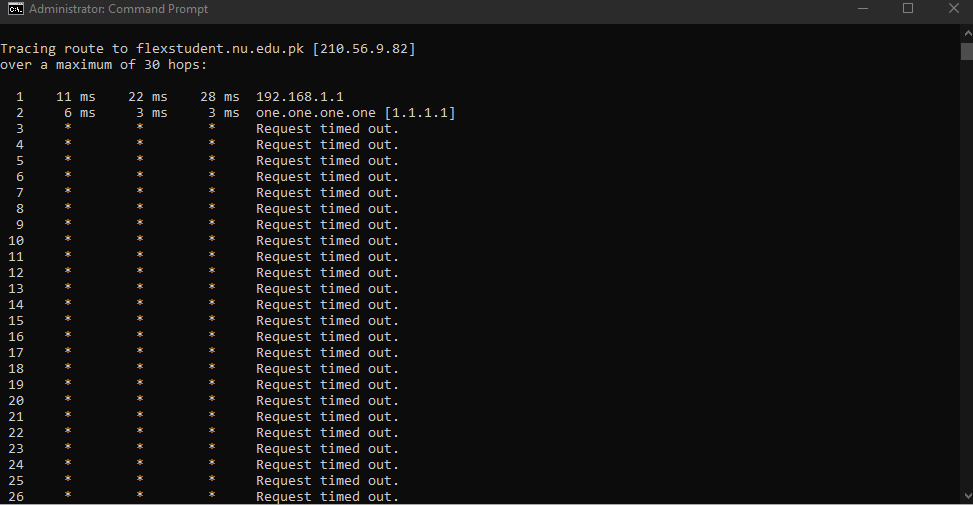 Administrator: Command Prompt
Tracing route to flexstudent.nu.edu.pk [210.56.9.82]
over a maximum of 30 hops:
1 11 ms 22 ms 28 ms 192.168.1.1
2 6 ms 3 ms 3 ms one.one.one.one [1.1.1.1]
3 * * * Request timed out.
4 * * * Request timed out.
5 * * * Request timed out.
6 * * * Request timed out.
7 * * * Request timed out.
8 * * * Request timed out.
9 * * * Request timed out.
10 * * * Request timed out.
11 * * * Request timed out.
12 * * * Request timed out.
13 * * * Request timed out.
14 * * * Request timed out.
15 * * * Request timed out.
16 * * * Request timed out.
17 * * * Request timed out.
18 * * * Request timed out.
19 * * * Request timed out.
20 * * * Request timed out.
21 * * * Request timed out.
22 * * * Request timed out.
23 * * * Request timed out.
24 * * * Request timed out.
25 * * * Request timed out.
26 * * * Request timed out.